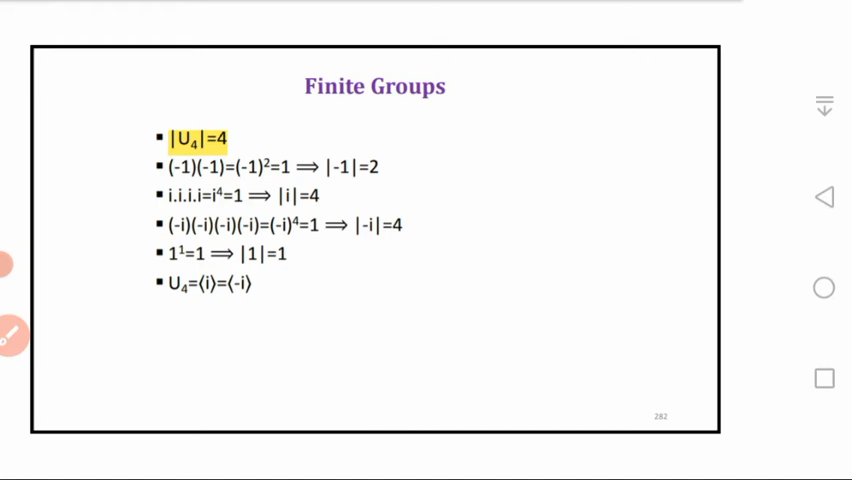 Finite Groups
▪ |U₄|=4
▪ (-1)(-1)=(-1)²=1 ⟹ |-1|=2
▪ i.i.i.i=i⁴=1 ⟹ |i|=4
▪ (-i)(-i)(-i)(-i)=(-i)⁴=1 ⟹ |-i|=4
▪ 1¹=1 ⟹ |1|=1
▪ U₄=⟨i⟩=⟨-i⟩
282